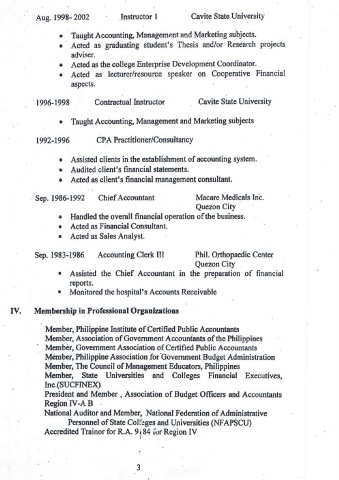 Aug. 1998- 2002 Instructor 1 Cavite State University
• Taught Accounting, Management and Marketing subjects.
• Acted as graduating student's Thesis and/or Research projects
adviser.
• Acted as the college Enterprise Development Coordinator.
• Acted as lecturer/resource speaker on Cooperative Financial
aspects.
1996-1998 Contractual Instructor Cavite State University
• Taught Accounting, Management and Marketing subjects
1992-1996 CPA Practitioner/Consultancy
• Assisted clients in the establishment of accounting system.
• Audited client's financial statements.
• Acted as client's financial management consultant.
Sep. 1986-1992 Chief Accountant Macare Medicals Inc.
Quezon City
• Handled the overall financial operation of the business.
• Acted as Financial Consultant.
• Acted as Sales Analyst.
Sep. 1983-1986 Accounting Clerk III Phil. Orthopaedic Center
Quezon City
• Assisted the Chief Accountant in the preparation of financial
reports.
• Monitored the hospital's Accounts Receivable
IV. Membership in Professional Organizations
Member, Philippine Institute of Certified Public Accountants
Member, Association of Government Accountants of the Philippines
Member, Government Association of Certified Public Accountants
Member, Philippine Association for Government Budget Administration
Member, The Council of Management Educators, Philippines
Member, State Universities and Colleges Financial Executives,
Inc.(SUCFINEX)
President and Member , Association of Budget Officers and Accountants
Region IV-A B
National Auditor and Member, National Federation of Administrative
Personnel of State Colleges and Universities (NFAPSCU)
Accredited Trainor for R.A. 9184 for Region IV
3